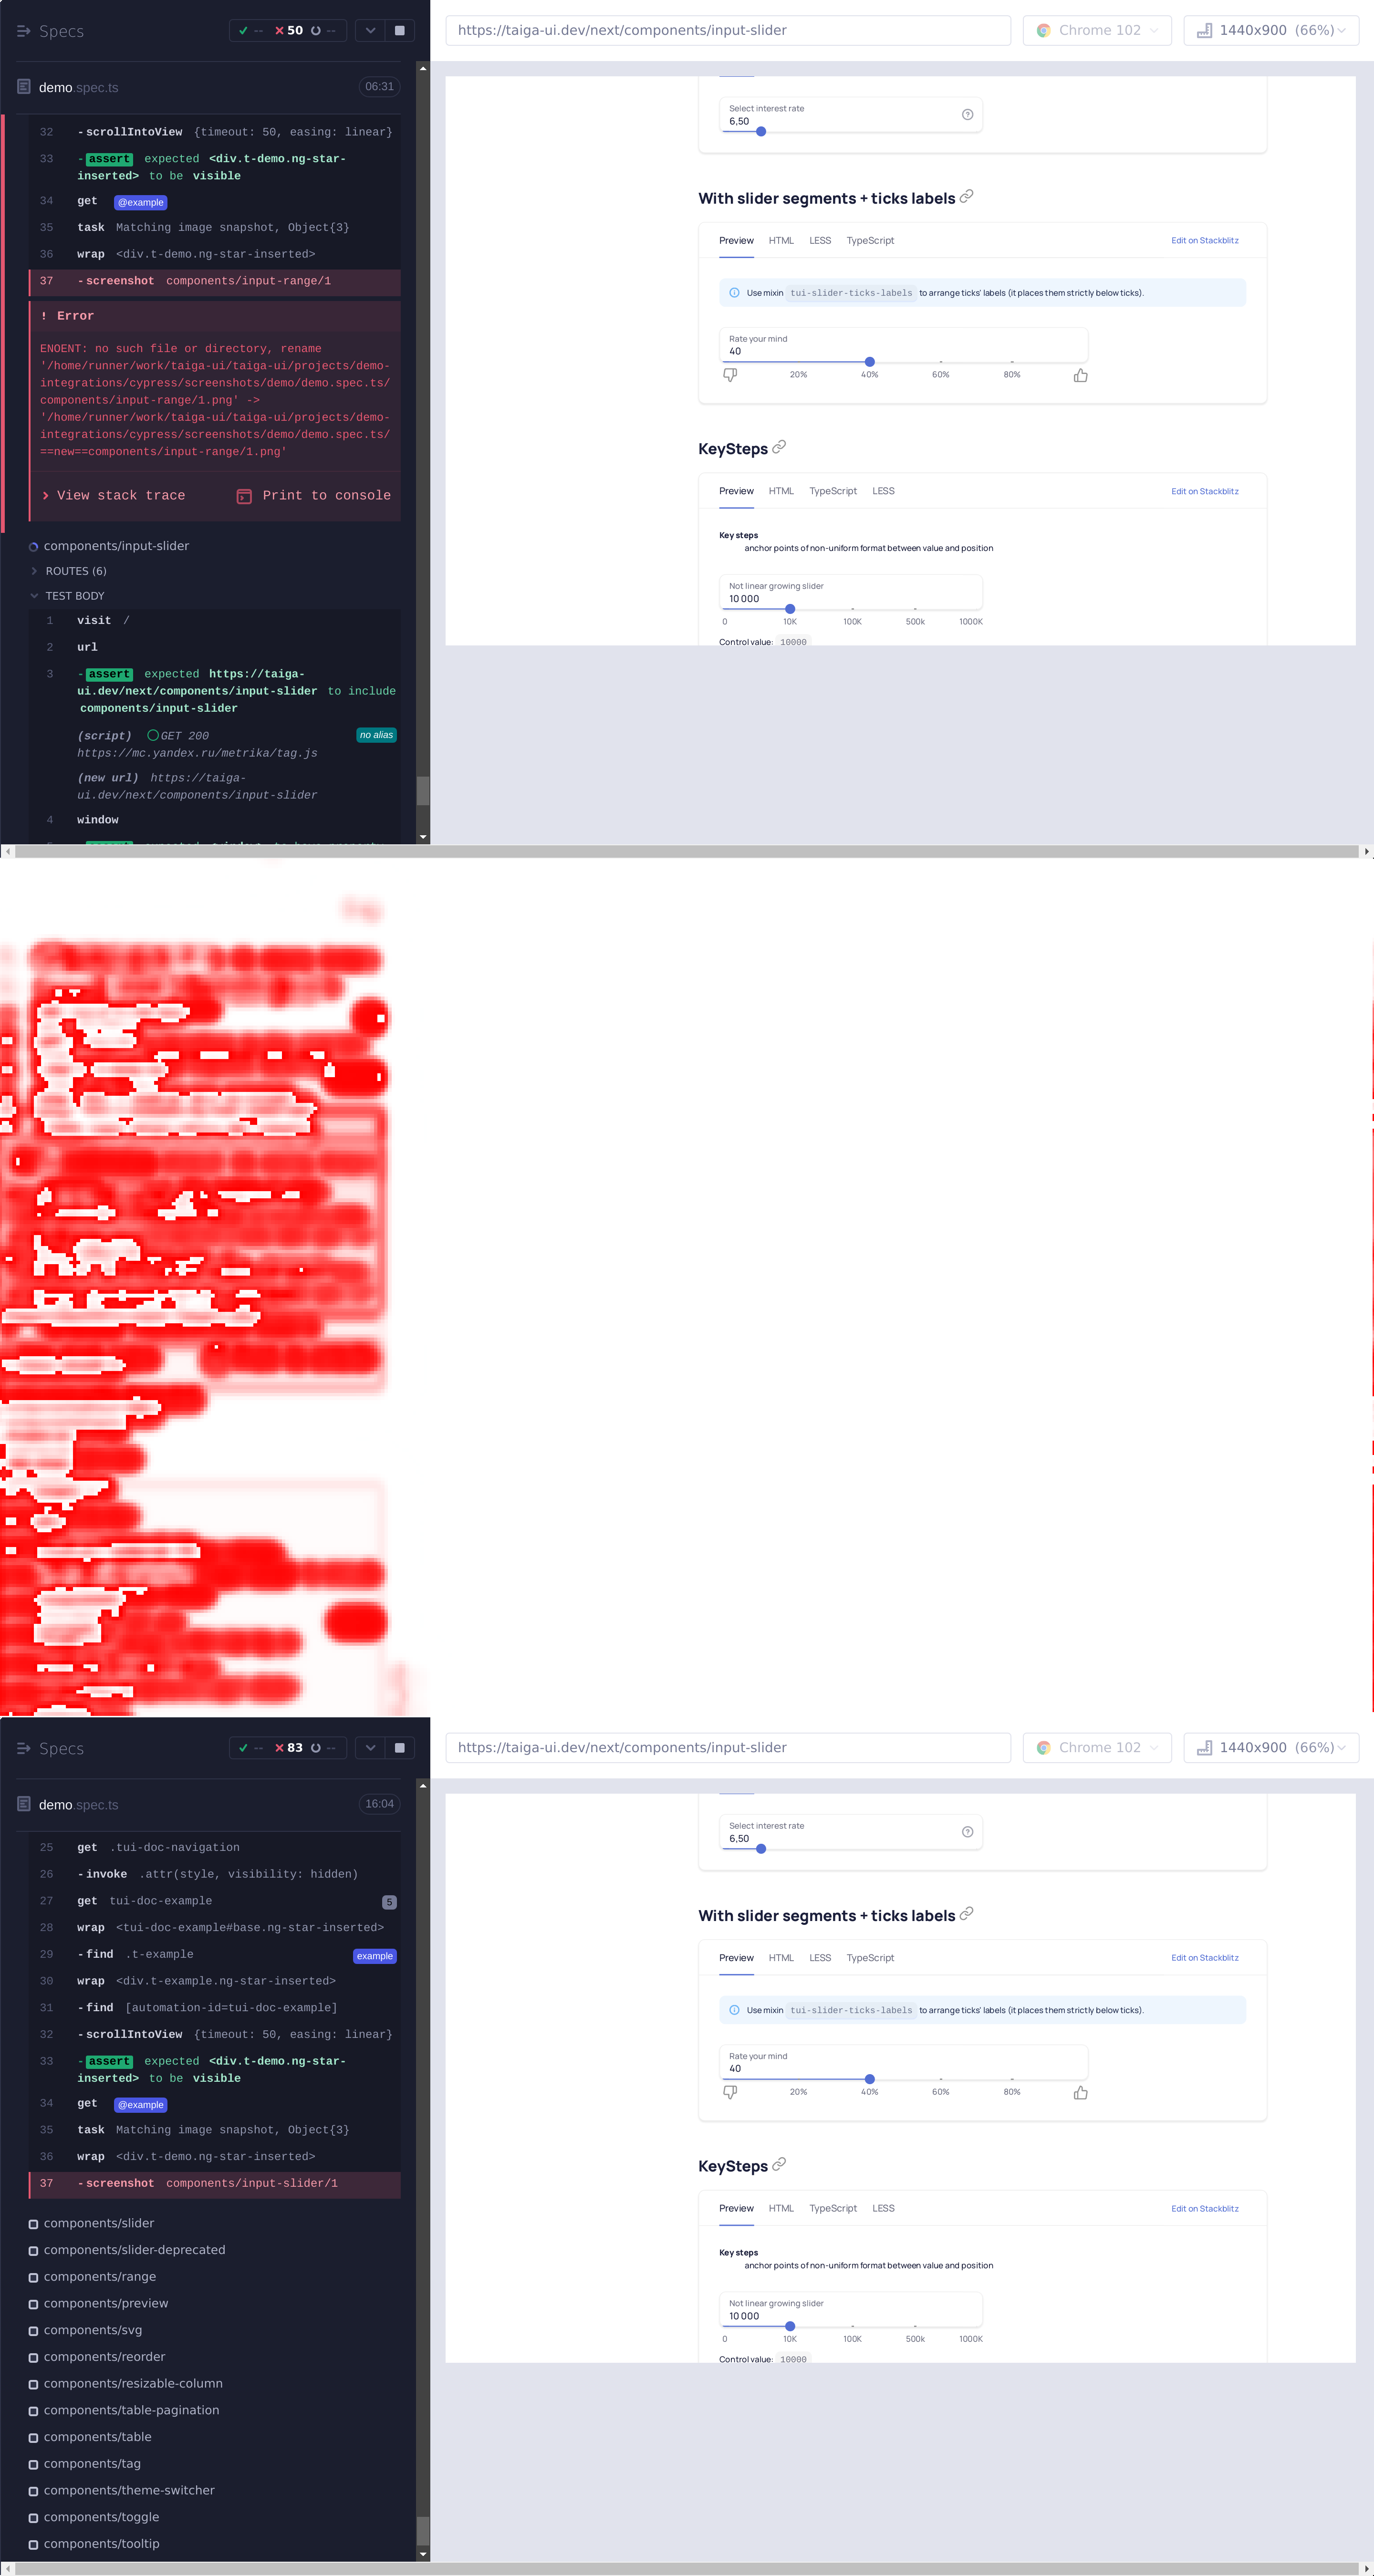 Specs
-- 50 --
demo.spec.ts
06:31
32 -scrollIntoView {timeout: 50, easing: linear}
33 -assert expected <div.t-demo.ng-star-
inserted> to be visible
34 get @example
35 task Matching image snapshot, Object{3}
36 wrap <div.t-demo.ng-star-inserted>
37 -screenshot components/input-range/1
! Error
ENOENT: no such file or directory, rename
'/home/runner/work/taiga-ui/taiga-ui/projects/demo-
integrations/cypress/screenshots/demo/demo.spec.ts/
components/input-range/1.png' ->
'/home/runner/work/taiga-ui/taiga-ui/projects/demo-
integrations/cypress/screenshots/demo/demo.spec.ts/
==new==components/input-range/1.png'
View stack trace
Print to console
components/input-slider
ROUTES (6)
TEST BODY
1 visit /
2 url
3 -assert expected https://taiga-
ui.dev/next/components/input-slider to include
components/input-slider
(script) GET 200 no alias
https://mc.yandex.ru/metrika/tag.js
(new url) https://taiga-
ui.dev/next/components/input-slider
4 window
https://taiga-ui.dev/next/components/input-slider
Chrome 102
1440x900 (66%)
Select interest rate
6,50
With slider segments + ticks labels
Preview HTML LESS TypeScript Edit on Stackblitz
Use mixin tui-slider-ticks-labels to arrange ticks' labels (it places them strictly below ticks).
Rate your mind
40
20% 40% 60% 80%
KeySteps
Preview HTML TypeScript LESS Edit on Stackblitz
Key steps
anchor points of non-uniform format between value and position
Not linear growing slider
10 000
0 10K 100K 500k 1000K
Control value: 10000
Specs
-- 83 --
demo.spec.ts
16:04
25 get .tui-doc-navigation
26 -invoke .attr(style, visibility: hidden)
27 get tui-doc-example 5
28 wrap <tui-doc-example#base.ng-star-inserted>
29 -find .t-example example
30 wrap <div.t-example.ng-star-inserted>
31 -find [automation-id=tui-doc-example]
32 -scrollIntoView {timeout: 50, easing: linear}
33 -assert expected <div.t-demo.ng-star-
inserted> to be visible
34 get @example
35 task Matching image snapshot, Object{3}
36 wrap <div.t-demo.ng-star-inserted>
37 -screenshot components/input-slider/1
components/slider
components/slider-deprecated
components/range
components/preview
components/svg
components/reorder
components/resizable-column
components/table-pagination
components/table
components/tag
components/theme-switcher
components/toggle
components/tooltip
https://taiga-ui.dev/next/components/input-slider
Chrome 102
1440x900 (66%)
Select interest rate
6,50
With slider segments + ticks labels
Preview HTML LESS TypeScript Edit on Stackblitz
Use mixin tui-slider-ticks-labels to arrange ticks' labels (it places them strictly below ticks).
Rate your mind
40
20% 40% 60% 80%
KeySteps
Preview HTML TypeScript LESS Edit on Stackblitz
Key steps
anchor points of non-uniform format between value and position
Not linear growing slider
10 000
0 10K 100K 500k 1000K
Control value: 10000